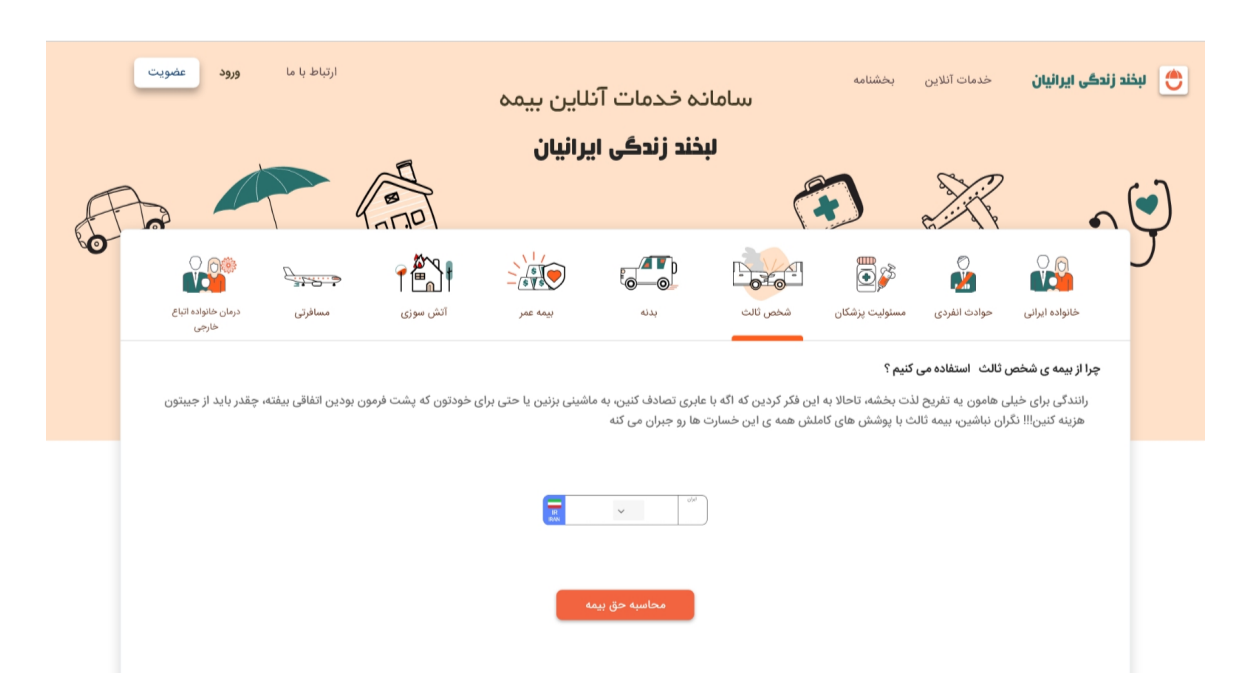 لبخند زندگی ایرانیان
خدمات آنلاین
بخشنامه
ارتباط با ما
ورود
عضویت
سامانه خدمات آنلاین بیمه
لبخند زندگی ایرانیان
خانواده ایرانی
حوادث انفردی
مسئولیت پزشکان
شخص ثالث
بدنه
بیمه عمر
آتش سوزی
مسافرتی
درمان خانواده اتباع
خارجی
چرا از بیمه ی شخص ثالث استفاده می کنیم ؟
رانندگی برای خیلی هامون یه تفریح لذت بخشه، تاحالا به این فکر کردین که اگه با عابری تصادف کنین، به ماشینی بزنین یا حتی برای خودتون که پشت فرمون بودین اتفاقی بیفته، چقدر باید از جیبتون
هزینه کنین!!! نگران نباشین، بیمه ثالث با پوشش های کاملش همه ی این خسارت ها رو جبران می کنه
ایران
IR
IRAN
محاسبه حق بیمه